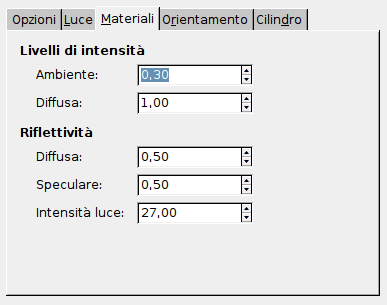 Opzioni Luce Materiali Orientamento Cilindro
Livelli di intensità
Ambiente: 0,30
Diffusa: 1,00
Riflettività
Diffusa: 0,50
Speculare: 0,50
Intensità luce: 27,00